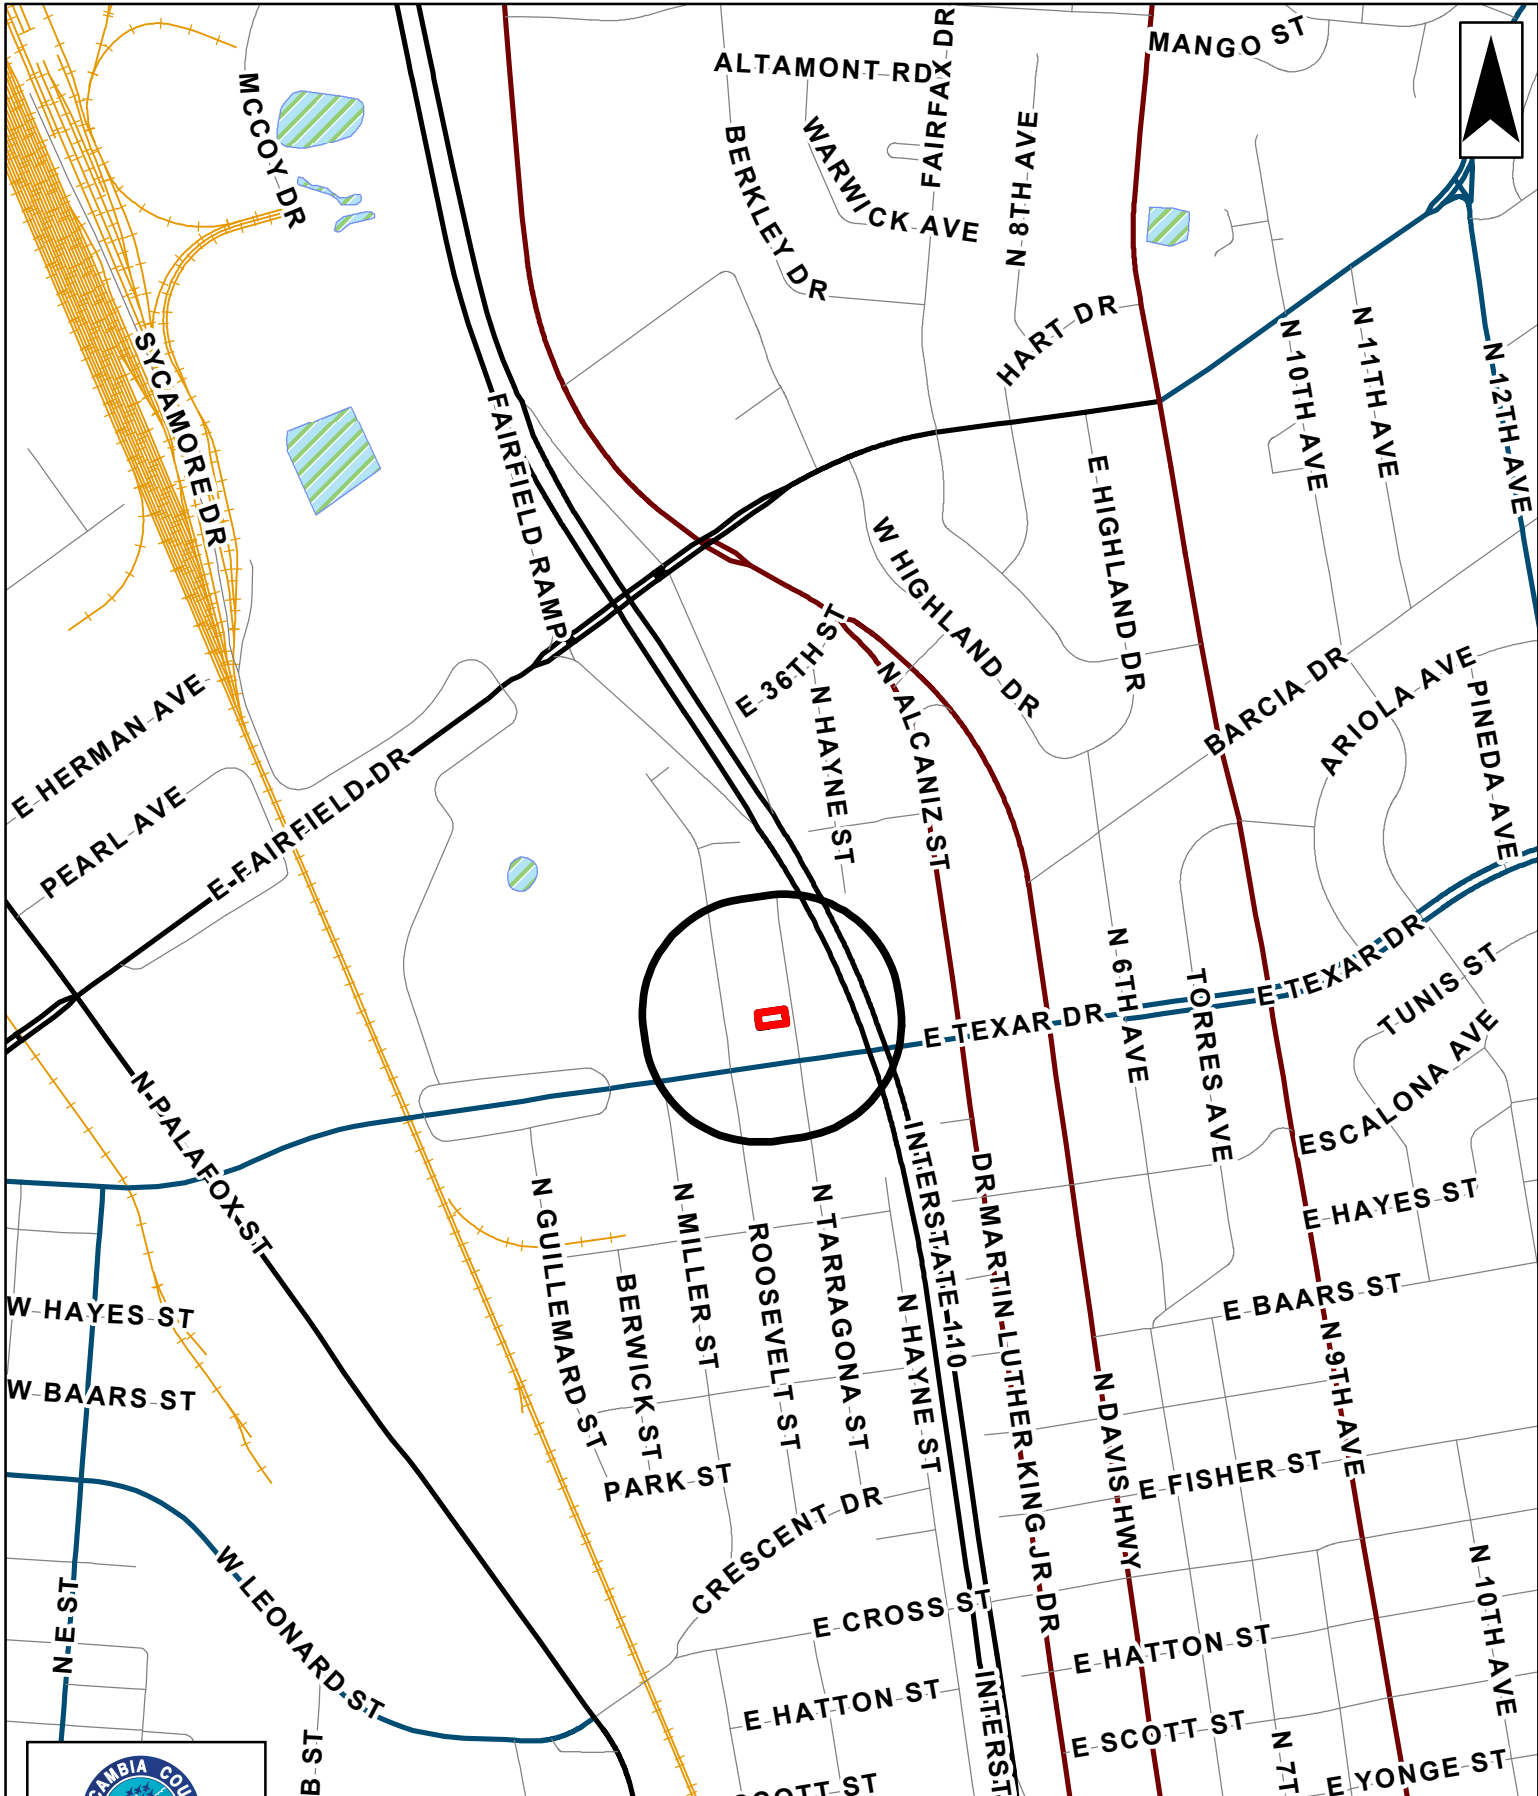 MANGO ST
ALTAMONT RD
FAIRFAX DR
MCCOY DR
BERKLEY DR
WARWICK AVE
N 8TH AVE
HART DR
N 10TH AVE
N 11TH AVE
N 12TH AVE
SYCAMORE DR
FAIRFIELD RAMP
W HIGHLAND DR
E HIGHLAND DR
E 36TH ST
N HAYNE ST
N ALCANIZ ST
BARCIA DR
ARIOLA AVE
PINEDA AVE
E HERMAN AVE
PEARL AVE
E FAIRFIELD DR
E TEXAR DR
E TEXAR DR
N 6TH AVE
TORRES AVE
TUNIS ST
ESCALONA AVE
N PALAFOX ST
N GUILLEMARD ST
BERWICK ST
N MILLER ST
ROOSEVELT ST
N TARRAGONA ST
N HAYNE ST
INTERSTATE 110
DR MARTIN LUTHER KING JR DR
N DAVIS HWY
E HAYES ST
E BAARS ST
N 9TH AVE
W HAYES ST
W BAARS ST
PARK ST
CRESCENT DR
E FISHER ST
N E ST
W LEONARD ST
E CROSS ST
E HATTON ST
E HATTON ST
N 10TH AVE
INTERST
E SCOTT ST
N 7T
E YONGE ST
B ST
COTT ST
AMBIA COU